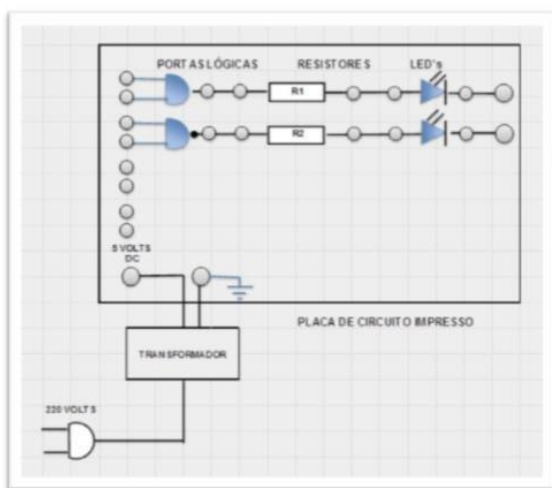 PORTAS LÓGICAS RESISTORES LED's
R1
R2
5 VOLTS
DC
PLACA DE CIRCUITO IMPRESSO
TRANSFORMADOR
220 VOLTS